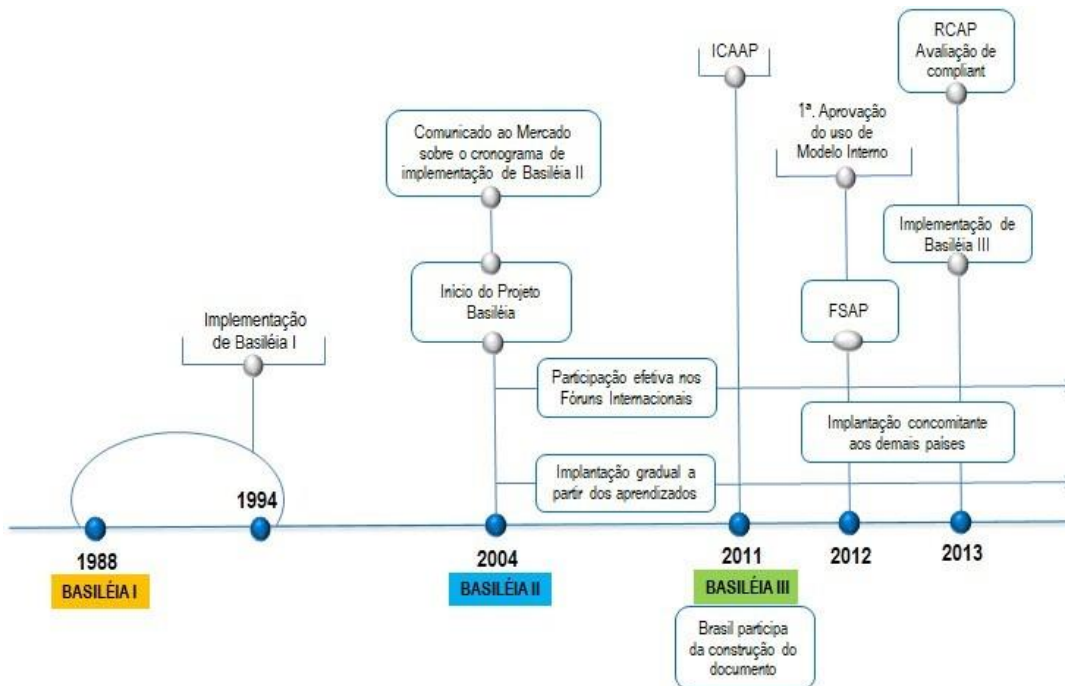 ICAAP
RCAP
Avaliação de
compliant
Comunicado ao Mercado
sobre o cronograma de
implementação de Basiléia II
1ª. Aprovação
do uso de
Modelo Interno
Implementação de
Basiléia III
Início do Projeto
Basiléia
FSAP
Implementação
de Basiléia I
Participação efetiva nos
Fóruns Internacionais
Implantação concomitante
aos demais países
Implantação gradual a
partir dos aprendizados
1988
BASILÉIA I
1994
2004
BASILÉIA II
2011
BASILÉIA III
2012
2013
Brasil participa
da construção do
documento